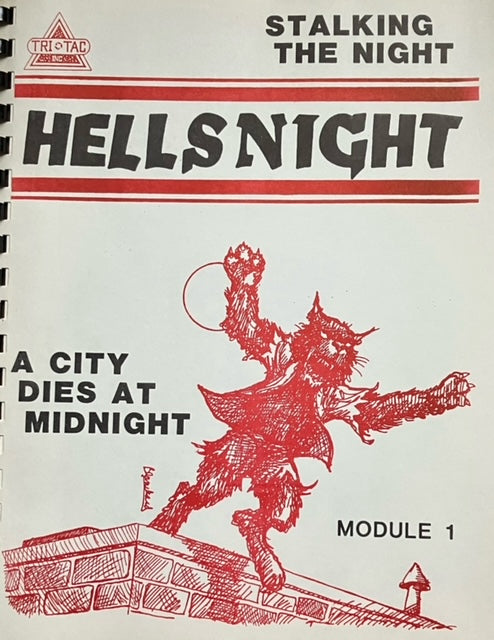 STALKING
THE NIGHT
TRI TAC
HELLSNIGHT
A CITY
DIES AT
MIDNIGHT
MODULE 1